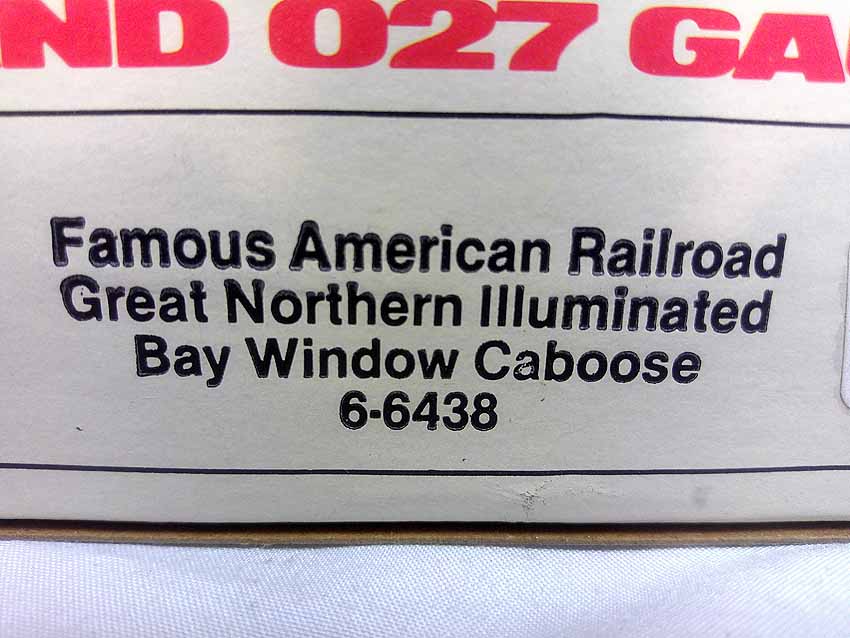 ND 027 GA
Famous American Railroad
Great Northern Illuminated
Bay Window Caboose
6-6438